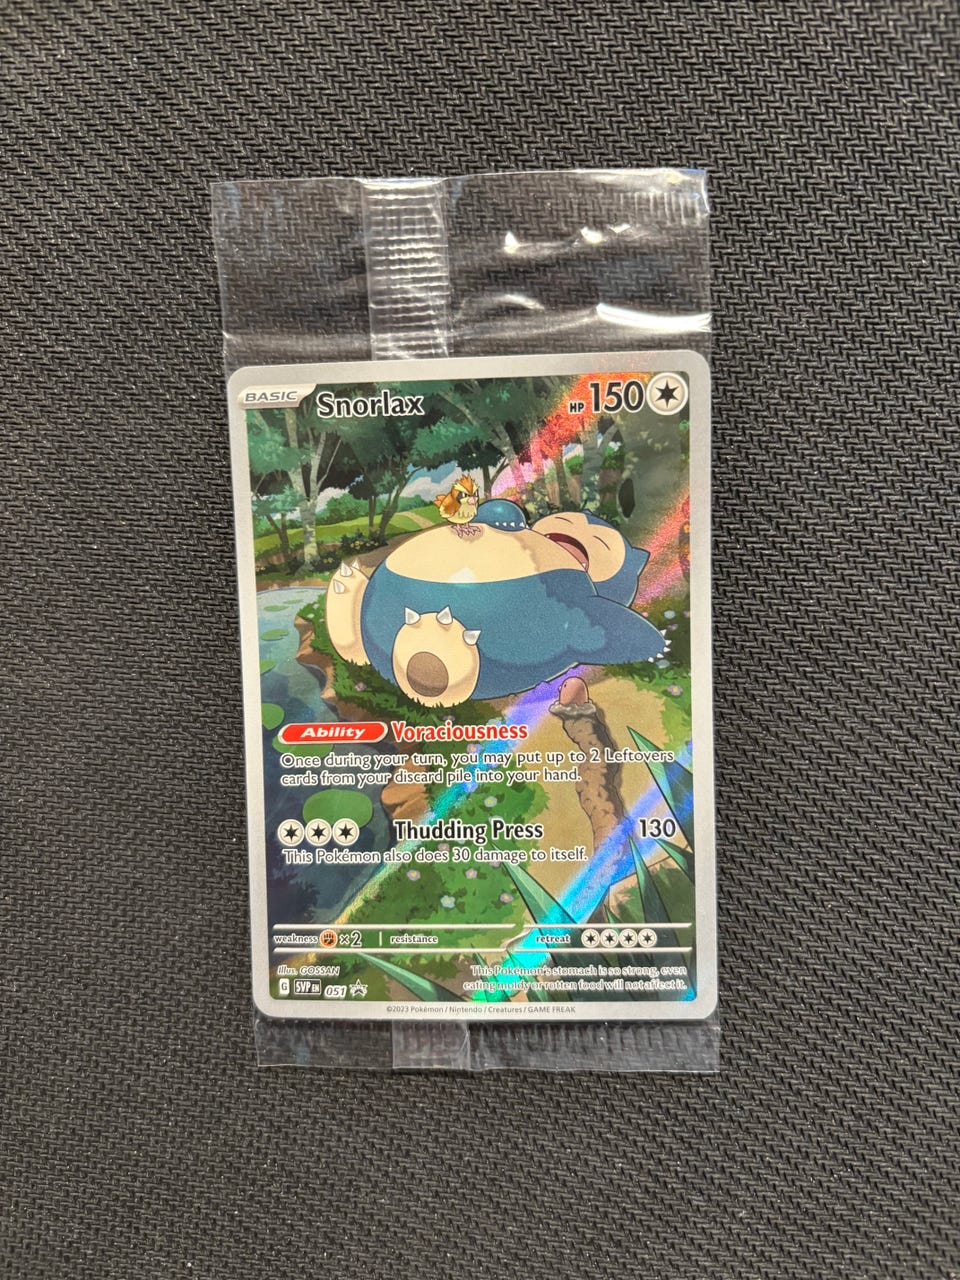 BASIC Snorlax HP 150
Ability Voraciousness
Once during your turn, you may put up to 2 Leftovers
cards from your discard pile into your hand.
Thudding Press 130
This Pokémon also does 30 damage to itself.
weakness ×2 resistance retreat
Illus. GOSSAN
This Pokémon's stomach is so strong, even
eating moldy or rotten food will not affect it.
G SVP EN 051
©2023 Pokémon / Nintendo / Creatures / GAME FREAK